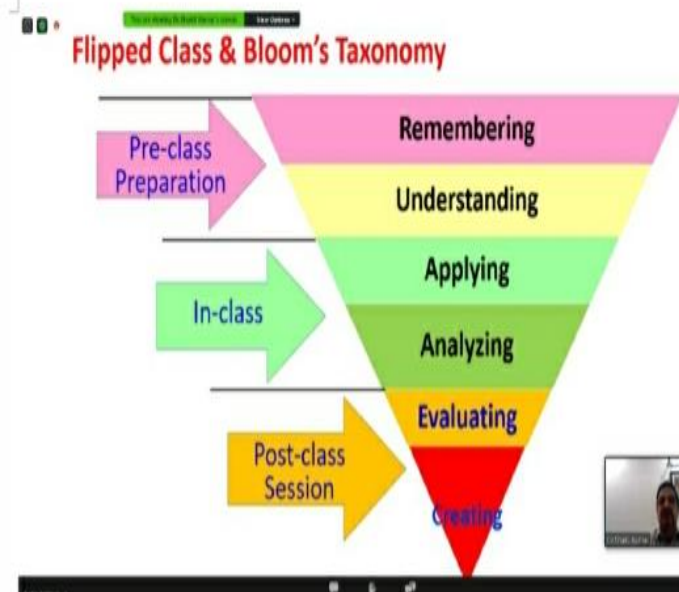 Flipped Class & Bloom's Taxonomy
Pre-class
Preparation
Remembering
Understanding
In-class
Applying
Analyzing
Post-class
Session
Evaluating
Creating